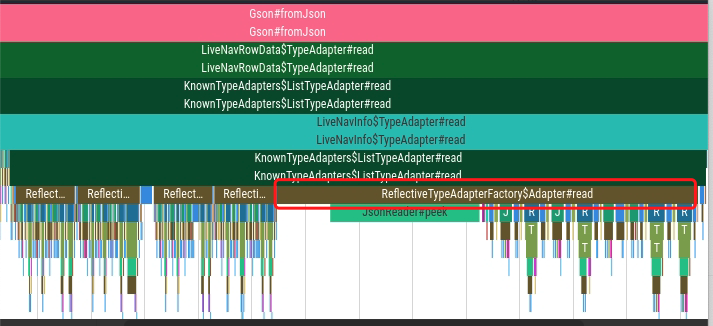 Gson#fromJson
Gson#fromJson
LiveNavRowData$TypeAdapter#read
LiveNavRowData$TypeAdapter#read
KnownTypeAdapters$ListTypeAdapter#read
KnownTypeAdapters$ListTypeAdapter#read
LiveNavInfo$TypeAdapter#read
LiveNavInfo$TypeAdapter#read
KnownTypeAdapters$ListTypeAdapter#read
KnownTypeAdapters$ListTypeAdapter#read
Reflect... Reflecti... Reflect... Reflecti... ReflectiveTypeAdapterFactory$Adapter#read
JsonReader#peek J R J R R R
T T T T
T T T